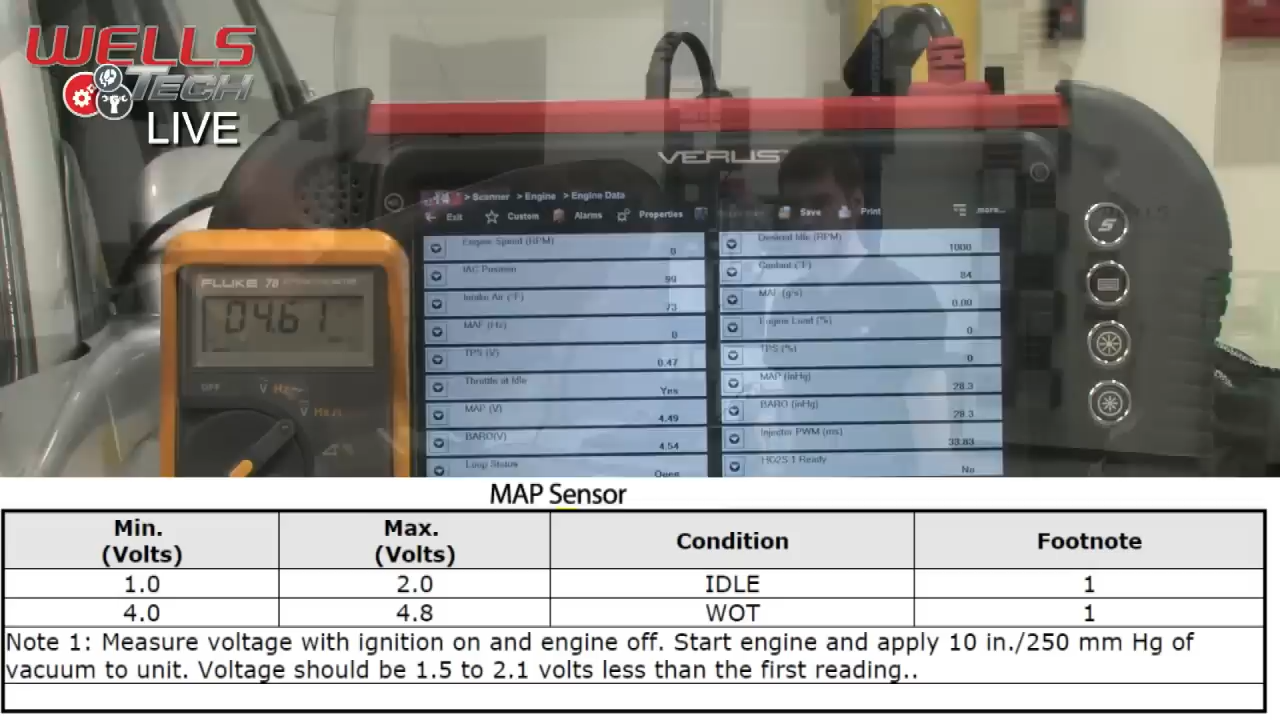 WELLS
TECH
LIVE
VERUS
> Scanner > Engine > Engine Data
Exit Custom Alarms Properties Save Print more...
Engine Speed (RPM) 0
Desired Idle (RPM) 1000
IAC Position 99
Coolant (°F) 84
Intake Air (°F) 73
MAF (g/s) 0.00
MAF (Hz) 0
Engine Load (%) 0
TPS (V) 0.47
TPS (%) 0
Throttle at Idle Yes
MAP (inHg) 28.3
MAP (V) 4.49
BARO (inHg) 28.3
BARO(V) 4.54
Injector PWM (ms) 33.83
Loop Status Open
HO2S 1 Ready No
FLUKE 78
04.61
OFF V Hz
V
MAP Sensor
Min. (Volts) Max. (Volts) Condition Footnote
1.0 2.0 IDLE 1
4.0 4.8 WOT 1
Note 1: Measure voltage with ignition on and engine off. Start engine and apply 10 in./250 mm Hg of
vacuum to unit. Voltage should be 1.5 to 2.1 volts less than the first reading..